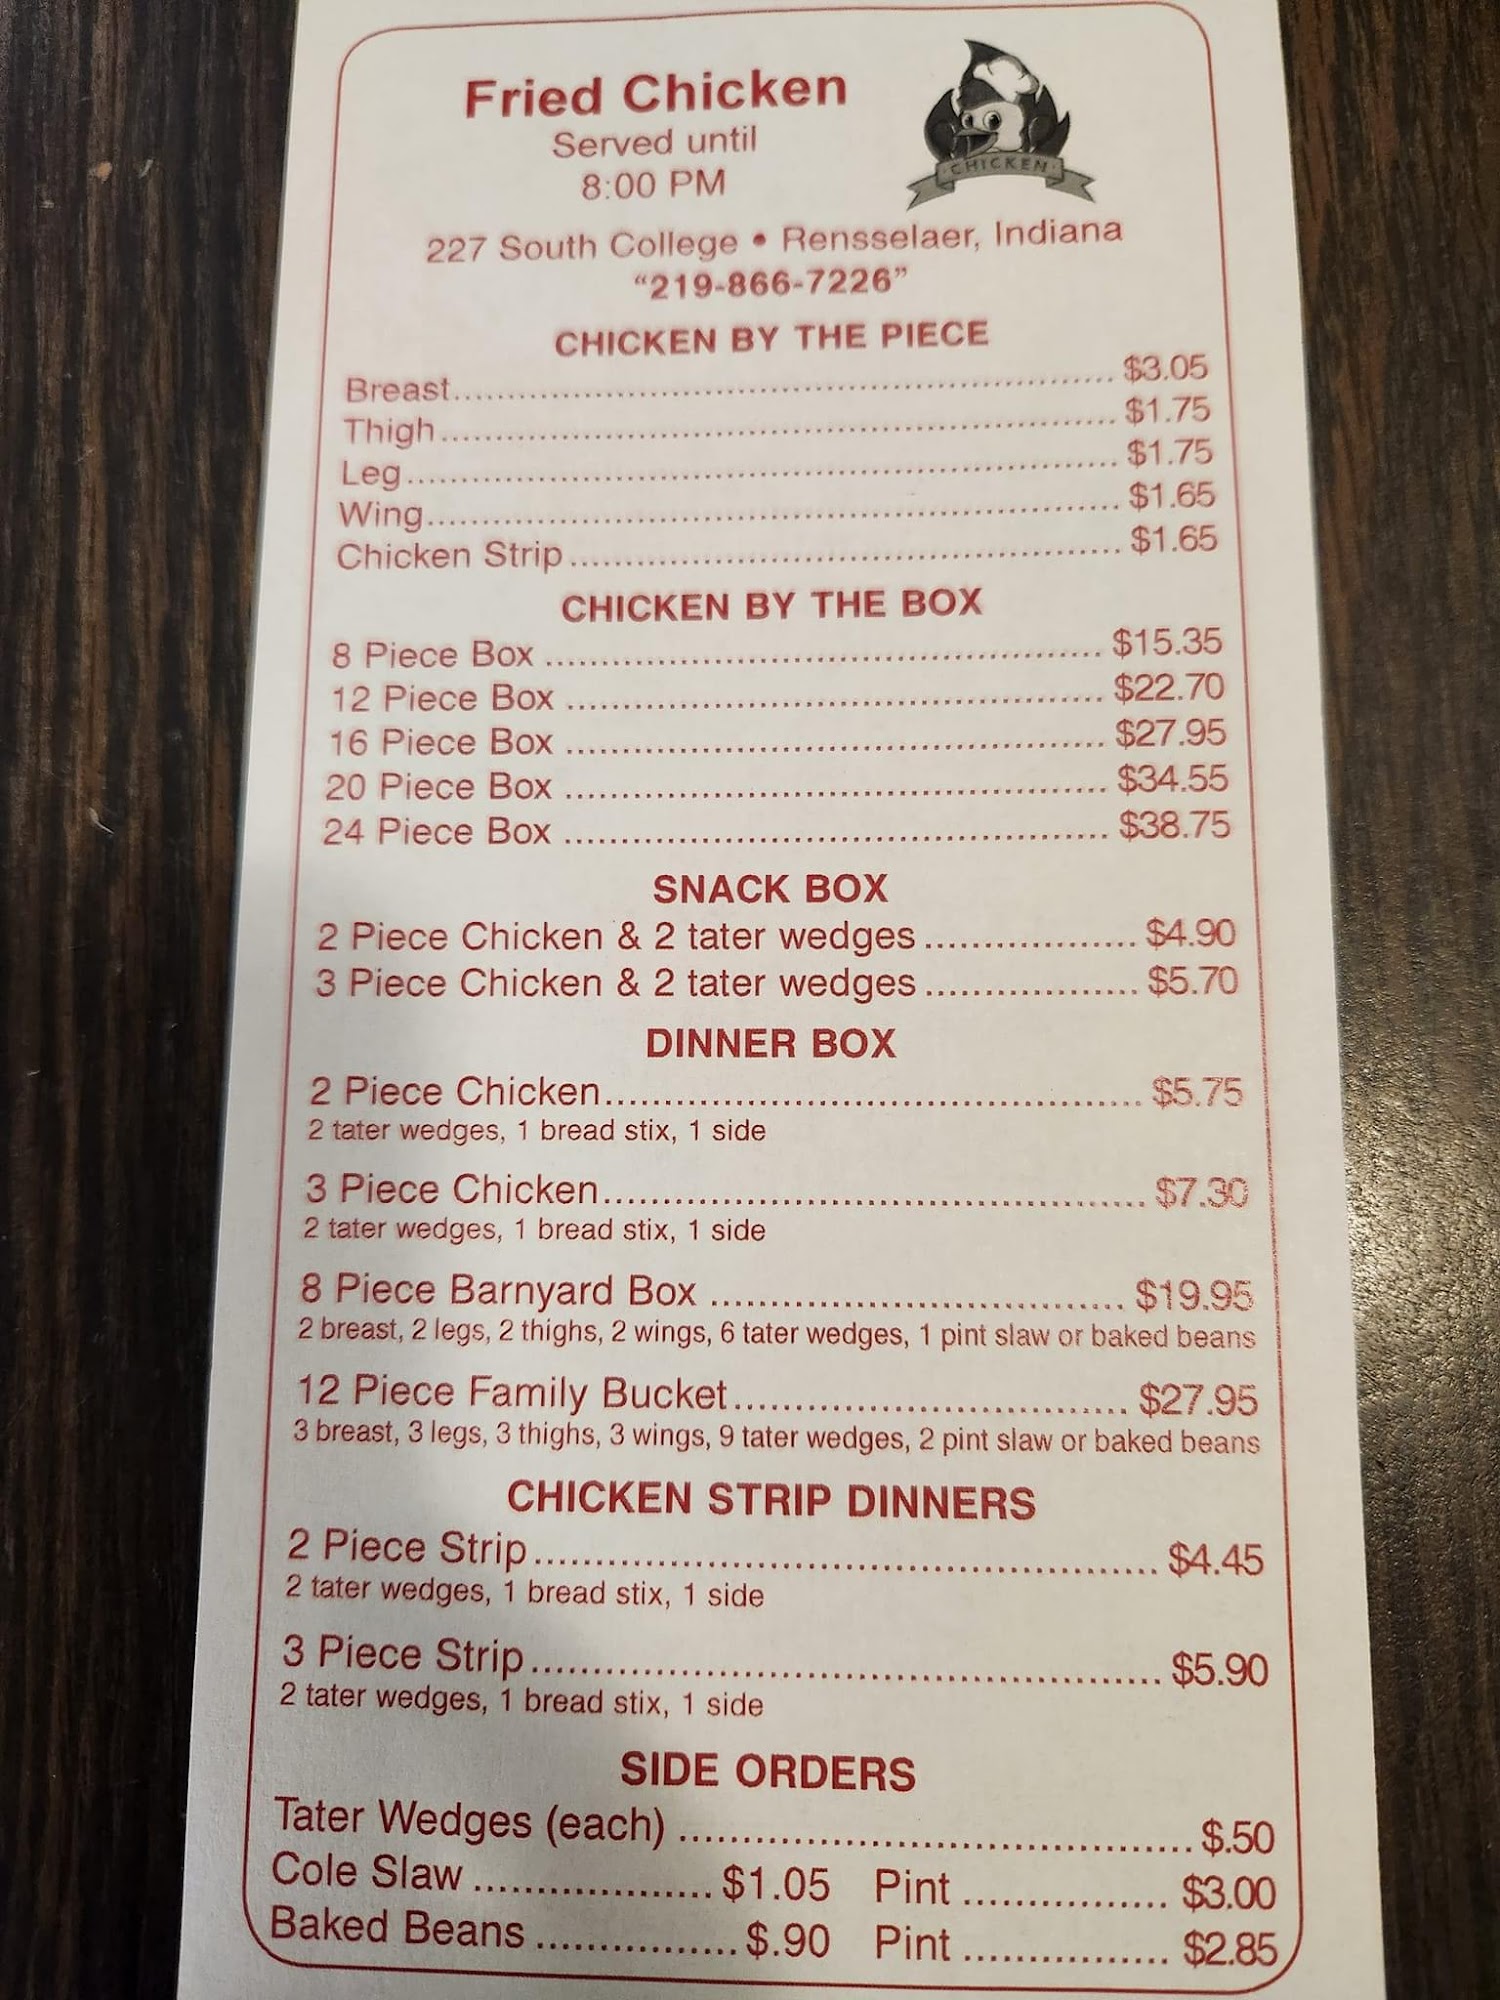 Fried Chicken
Served until
8:00 PM
CHICKEN
227 South College • Rensselaer, Indiana
“219-866-7226”
CHICKEN BY THE PIECE
Breast........................................................ $3.05
Thigh........................................................ $1.75
Leg........................................................ $1.75
Wing........................................................ $1.65
Chicken Strip........................................................ $1.65
CHICKEN BY THE BOX
8 Piece Box ........................................................ $15.35
12 Piece Box ........................................................ $22.70
16 Piece Box ........................................................ $27.95
20 Piece Box ........................................................ $34.55
24 Piece Box ........................................................ $38.75
SNACK BOX
2 Piece Chicken & 2 tater wedges ................... $4.90
3 Piece Chicken & 2 tater wedges ................... $5.70
DINNER BOX
2 Piece Chicken.............................................. $5.75
2 tater wedges, 1 bread stix, 1 side
3 Piece Chicken.............................................. $7.30
2 tater wedges, 1 bread stix, 1 side
8 Piece Barnyard Box ................................... $19.95
2 breast, 2 legs, 2 thighs, 2 wings, 6 tater wedges, 1 pint slaw or baked beans
12 Piece Family Bucket.................................. $27.95
3 breast, 3 legs, 3 thighs, 3 wings, 9 tater wedges, 2 pint slaw or baked beans
CHICKEN STRIP DINNERS
2 Piece Strip.................................................... $4.45
2 tater wedges, 1 bread stix, 1 side
3 Piece Strip.................................................... $5.90
2 tater wedges, 1 bread stix, 1 side
SIDE ORDERS
Tater Wedges (each) ......................................... $.50
Cole Slaw ................... $1.05 Pint ................ $3.00
Baked Beans ................ $.90 Pint ................ $2.85